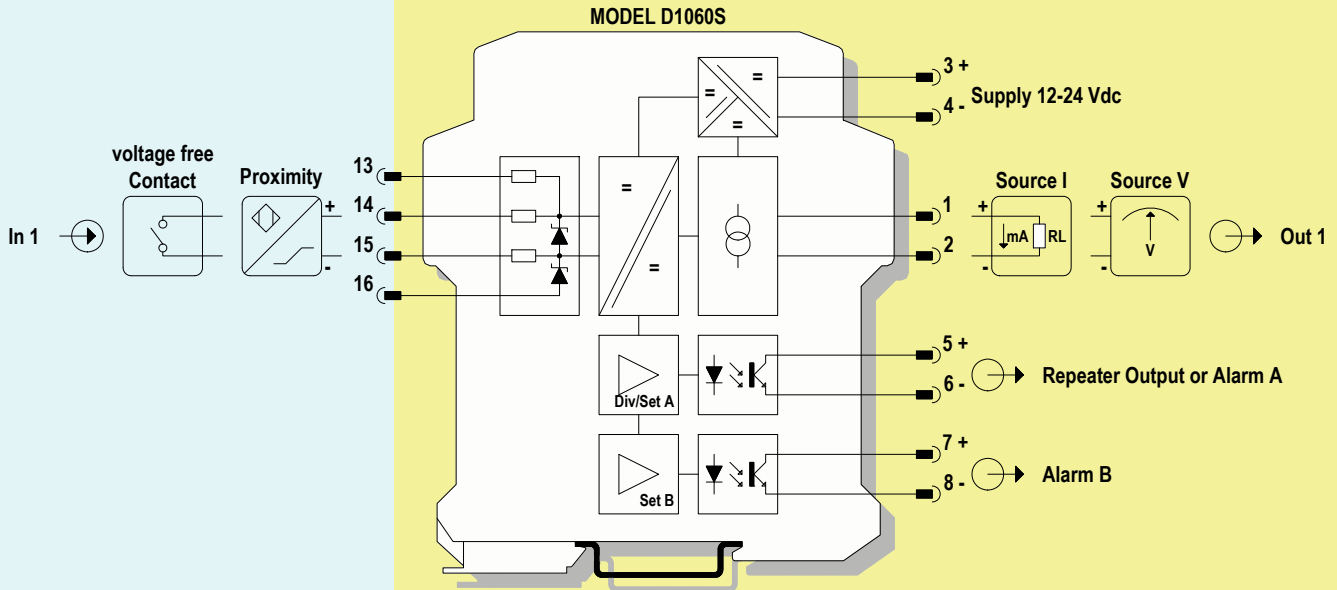 MODEL D1060S
3 +
4 -
Supply 12-24 Vdc
=
=
=
voltage free
Contact
Proximity
13
14
15
16
+
-
In 1
=
=
1
2
Source I
+
-
mA
RL
Source V
+
-
V
Out 1
Div/Set A
5 +
6 -
Repeater Output or Alarm A
Set B
7 +
8 -
Alarm B